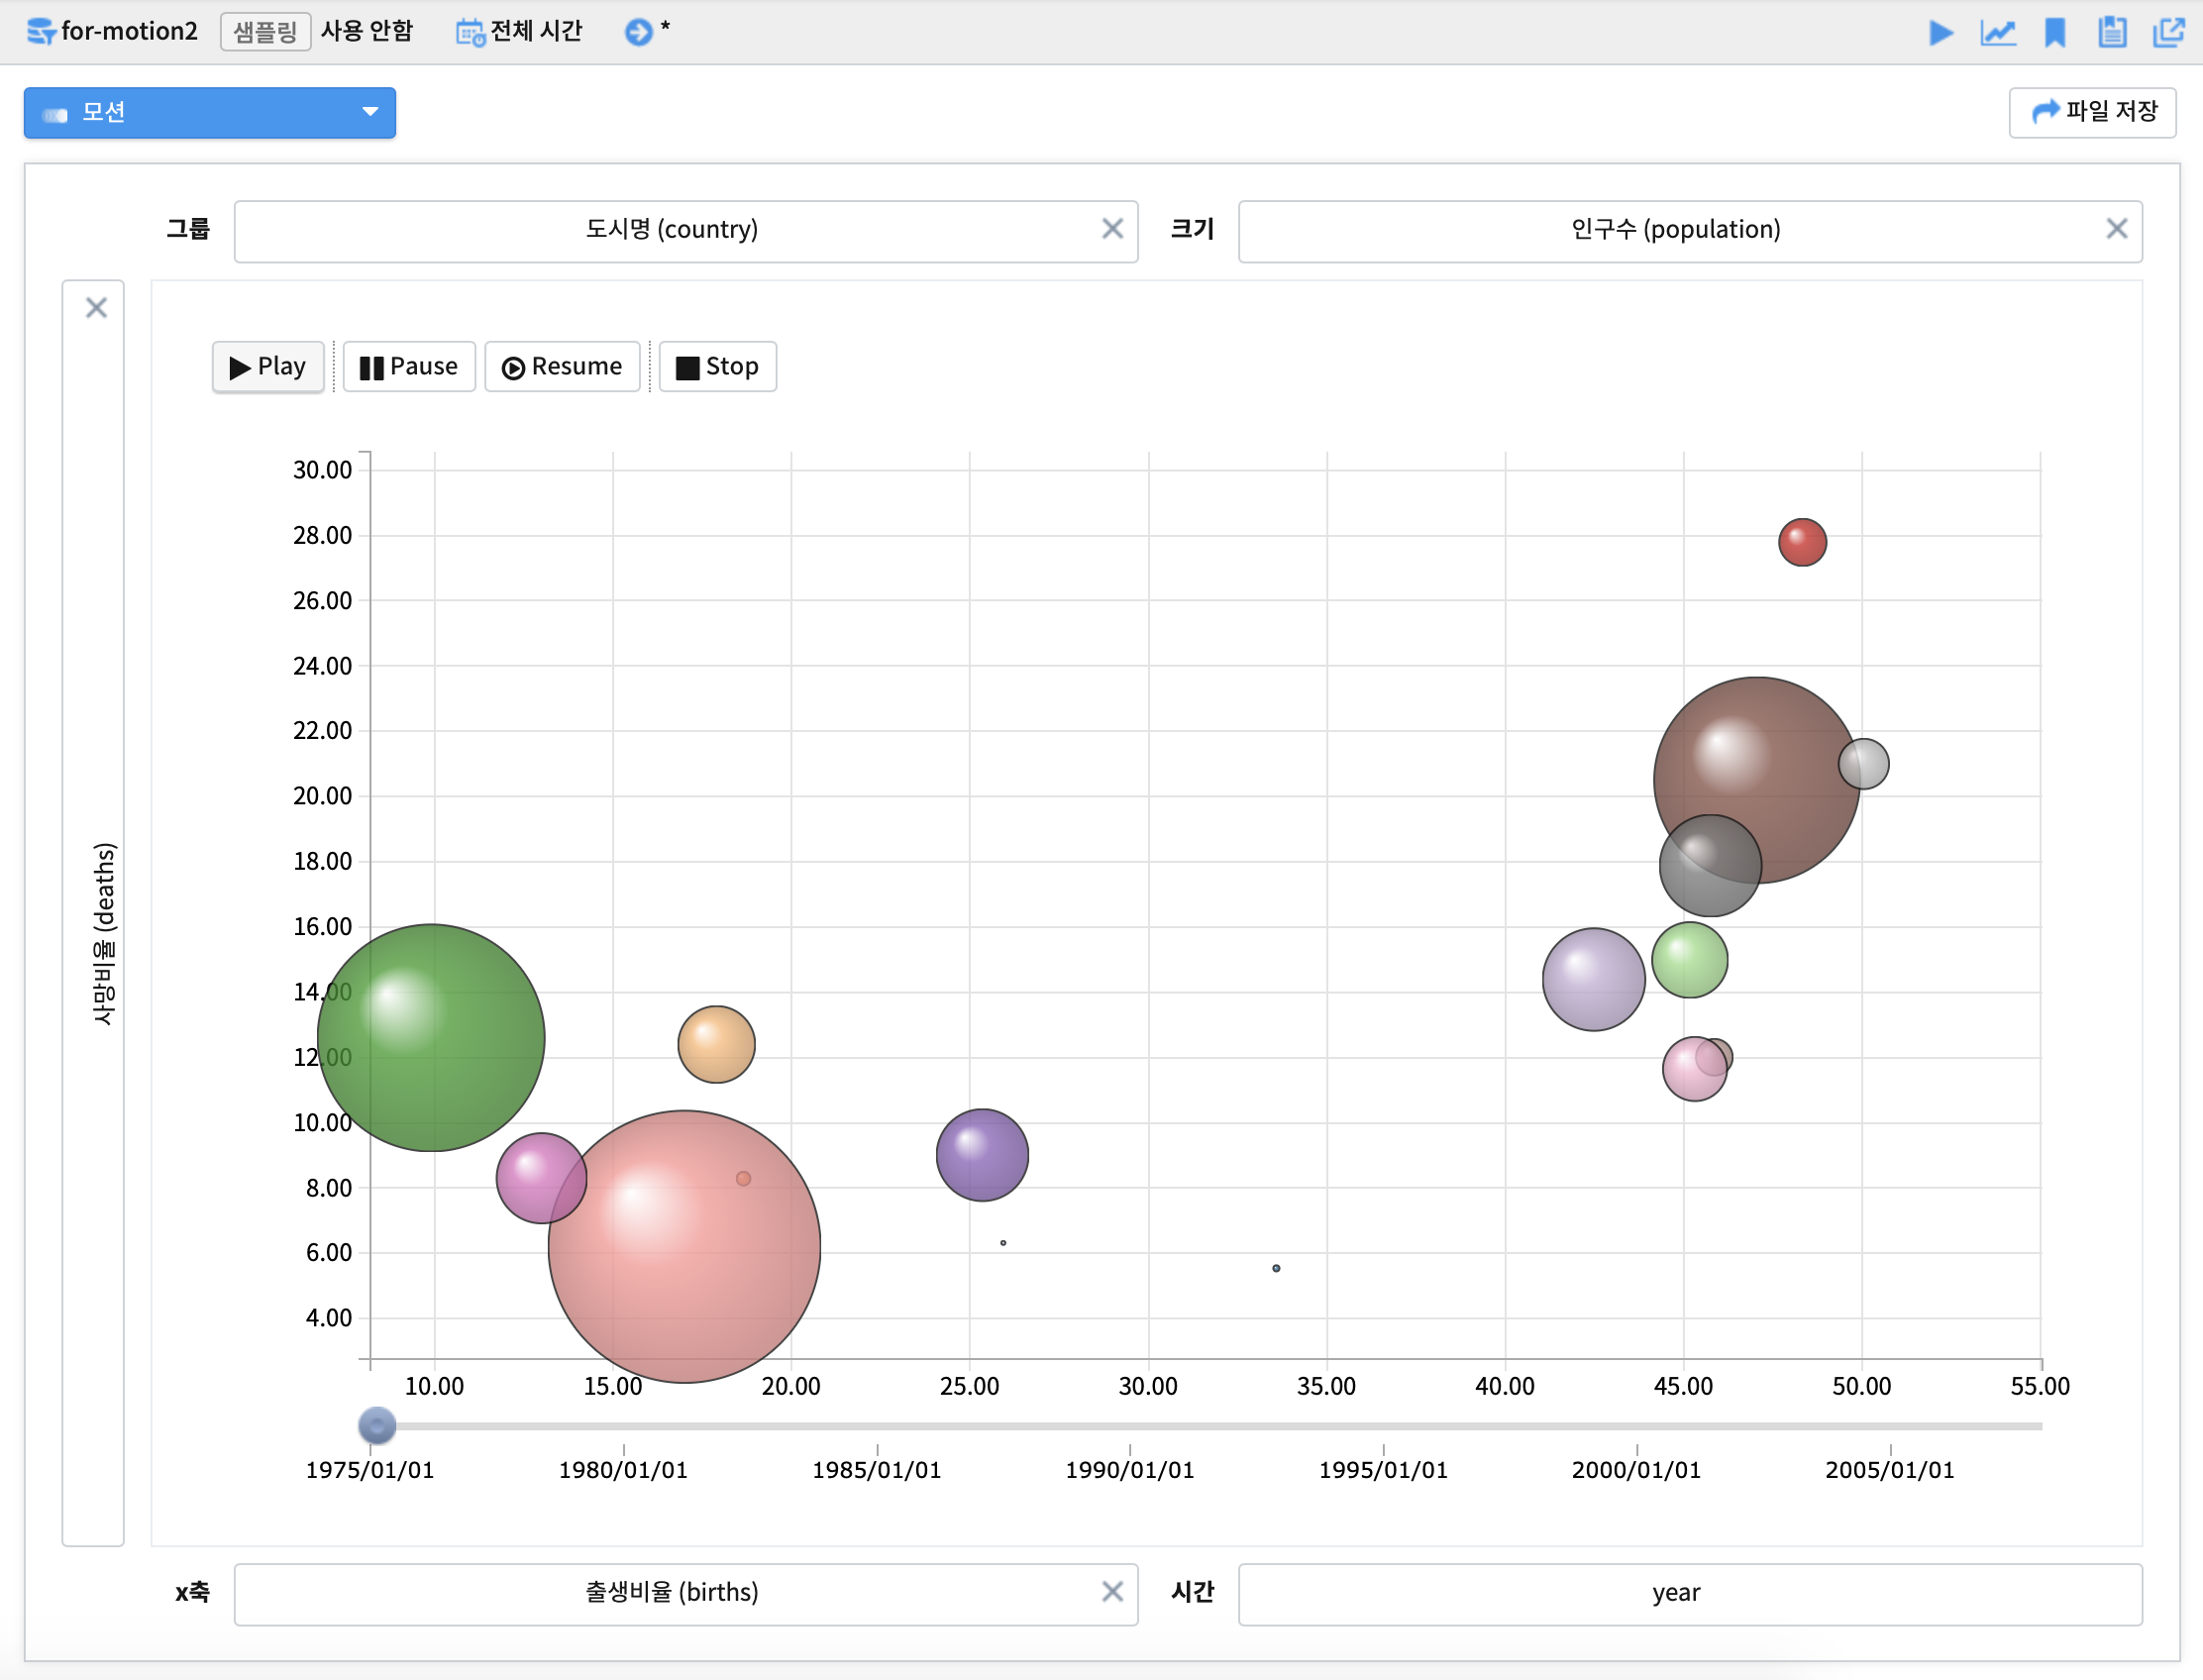 for-motion2 샘플링 사용 안함 전체 시간 *
모션
파일 저장
그룹 도시명 (country) 크기 인구수 (population)
Play Pause Resume Stop
사망비율 (deaths)
30.00
28.00
26.00
24.00
22.00
20.00
18.00
16.00
14.00
12.00
10.00
8.00
6.00
4.00
10.00 15.00 20.00 25.00 30.00 35.00 40.00 45.00 50.00 55.00
1975/01/01 1980/01/01 1985/01/01 1990/01/01 1995/01/01 2000/01/01 2005/01/01
x축 출생비율 (births) 시간 year